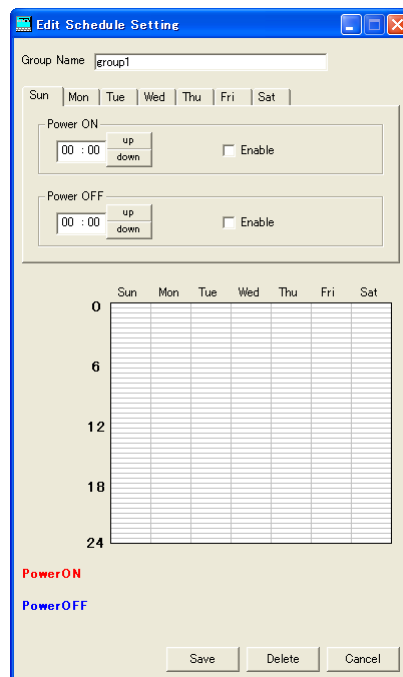 Edit Schedule Setting
Group Name group1
Sun Mon Tue Wed Thu Fri Sat
Power ON
00 : 00 up down Enable
Power OFF
00 : 00 up down Enable
Sun Mon Tue Wed Thu Fri Sat
0
6
12
18
24
PowerON
PowerOFF
Save Delete Cancel